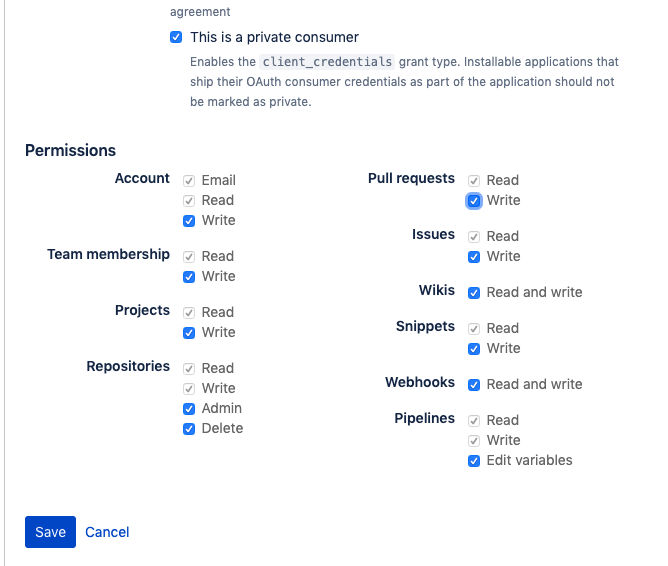 agreement
This is a private consumer
Enables the client_credentials grant type. Installable applications that
ship their OAuth consumer credentials as part of the application should not
be marked as private.
Permissions
Account Email
Read
Write
Team membership Read
Write
Projects Read
Write
Repositories Read
Write
Admin
Delete
Pull requests Read
Write
Issues Read
Write
Wikis Read and write
Snippets Read
Write
Webhooks Read and write
Pipelines Read
Write
Edit variables
Save Cancel